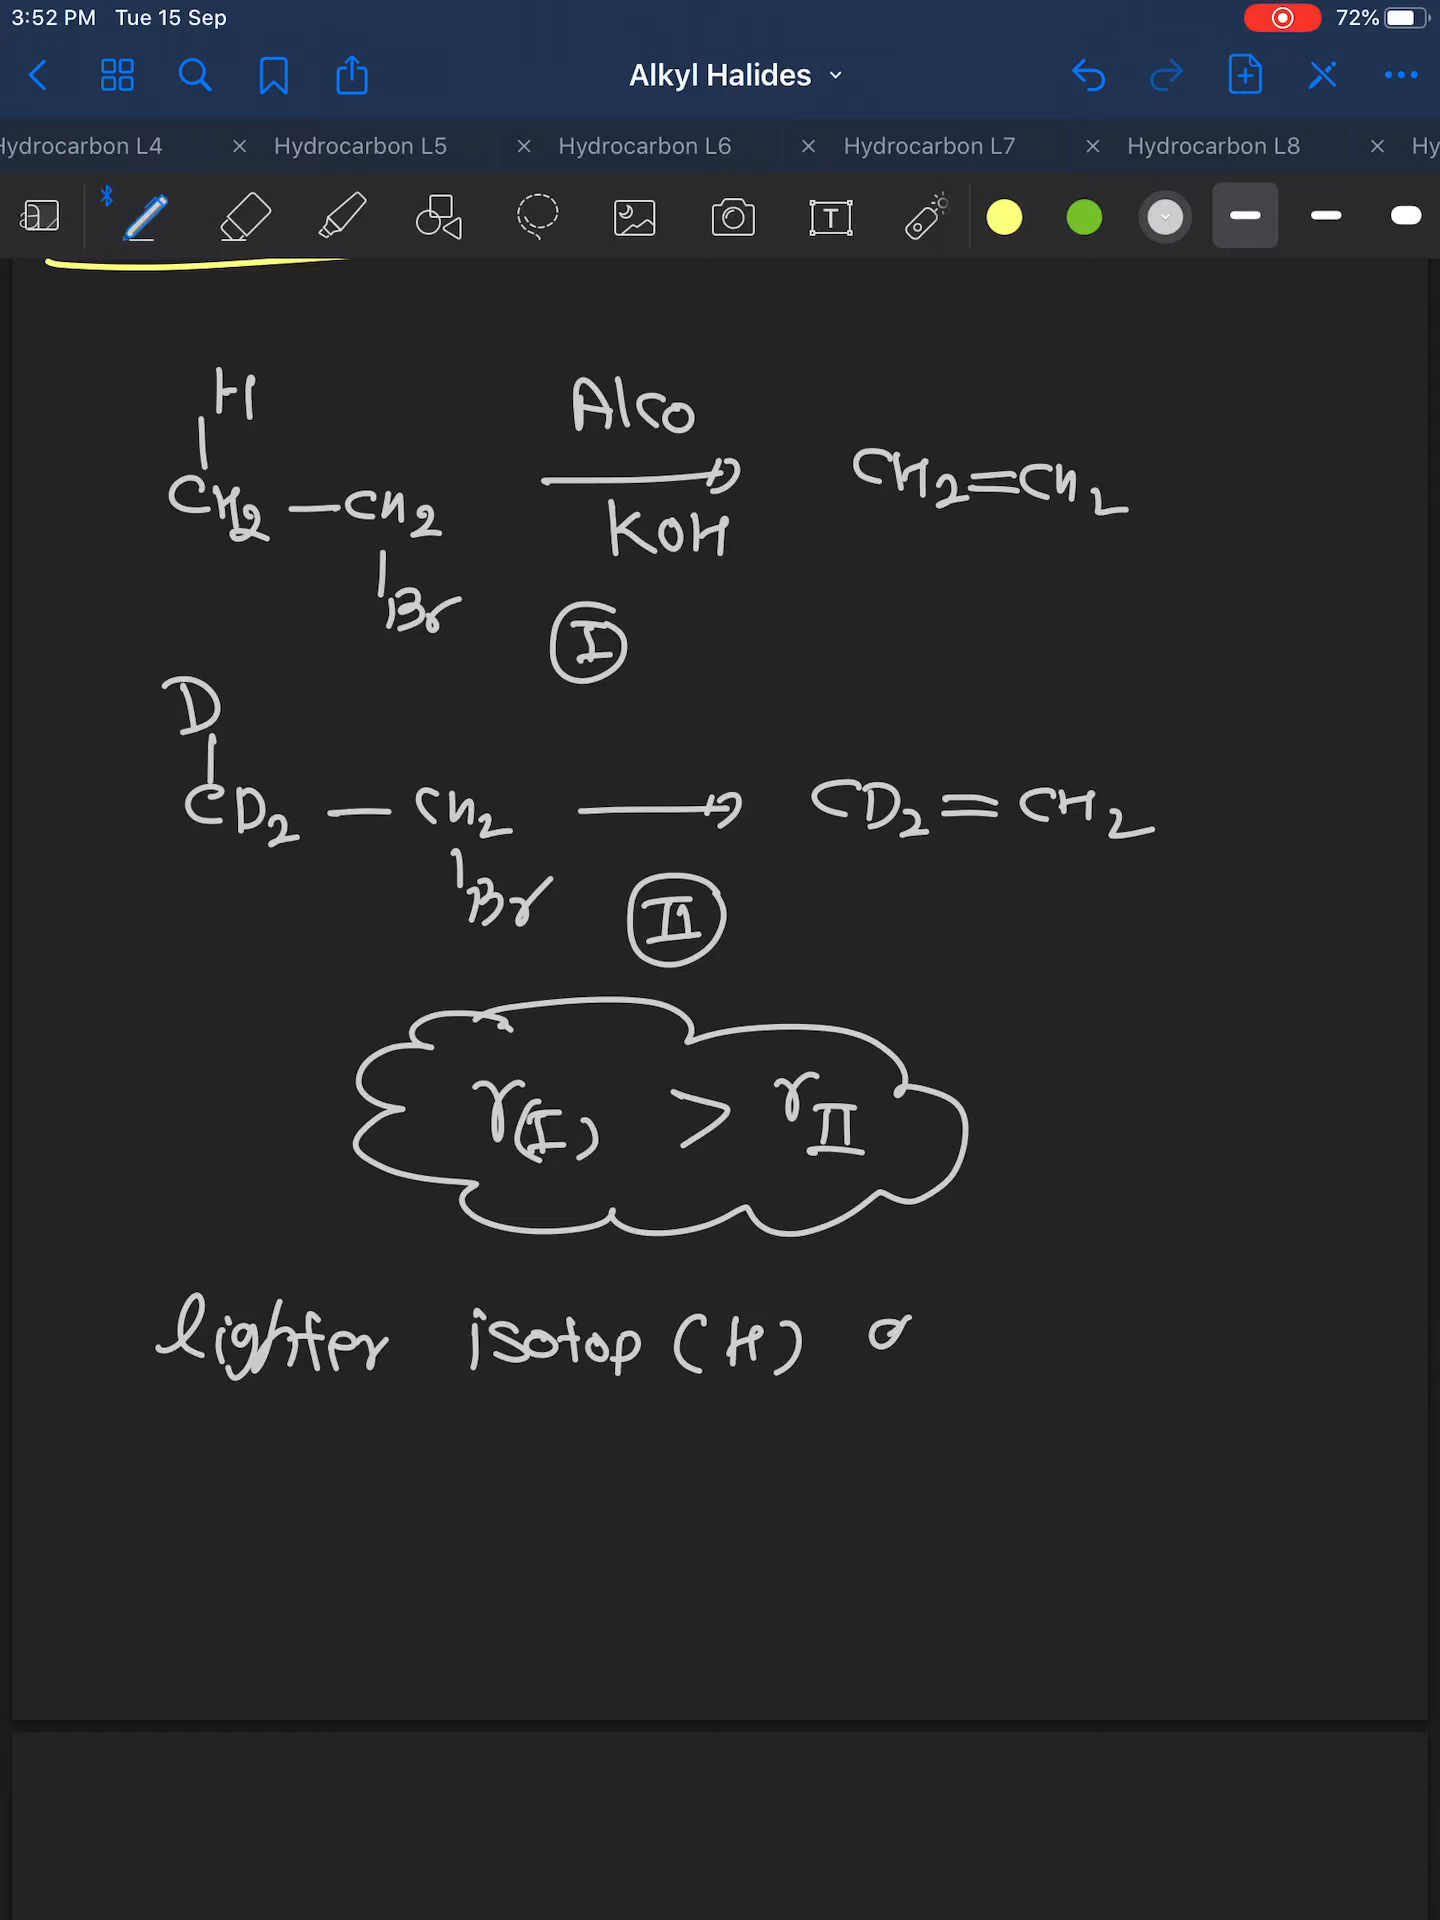 3:52 PM Tue 15 Sep 72%
Alkyl Halides
Hydrocarbon L4 Hydrocarbon L5 Hydrocarbon L6 Hydrocarbon L7 Hydrocarbon L8 Hy
a T
H
Alco
CH2—CH2 CH2=CH2
KOH
Br
I
D
CD2 — CH2 → CD2 = CH2
Br
II
r(I) > rII
lighter isotop (H)